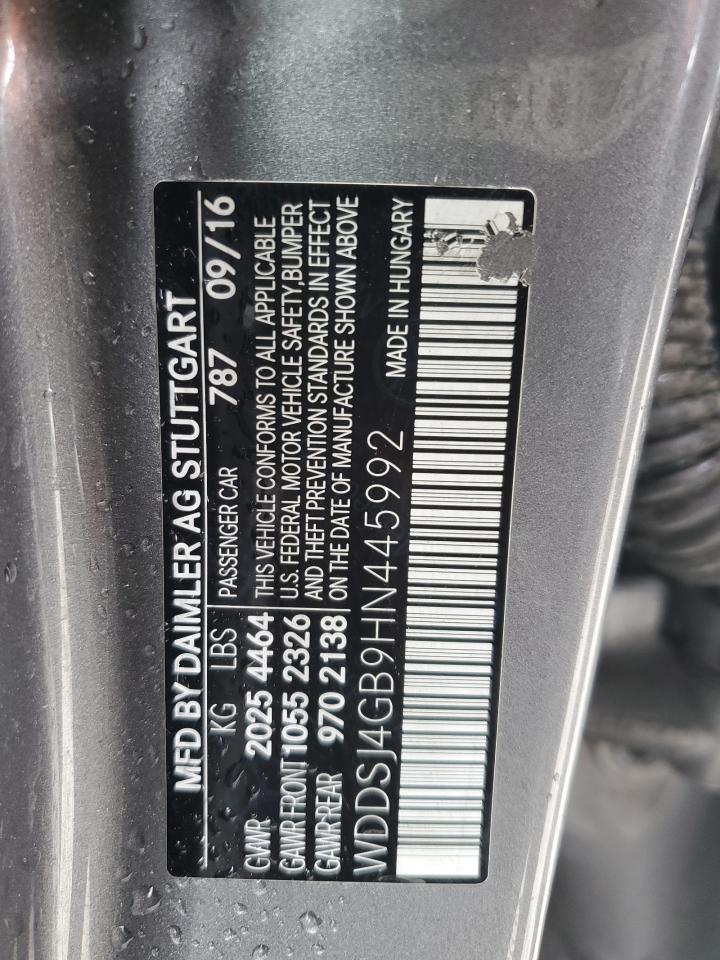 MFD BY DAIMLER AG STUTTGART
KG LBS PASSENGER CAR 787 09/16
GVWR 2025 4464 THIS VEHICLE CONFORMS TO ALL APPLICABLE
GAWR FRONT 1055 2326 U.S. FEDERAL MOTOR VEHICLE SAFETY,BUMPER
GAWR-REAR 970 2138 AND THEFT PREVENTION STANDARDS IN EFFECT
ON THE DATE OF MANUFACTURE SHOWN ABOVE
WDDSJ4GB9HN445992 MADE IN HUNGARY